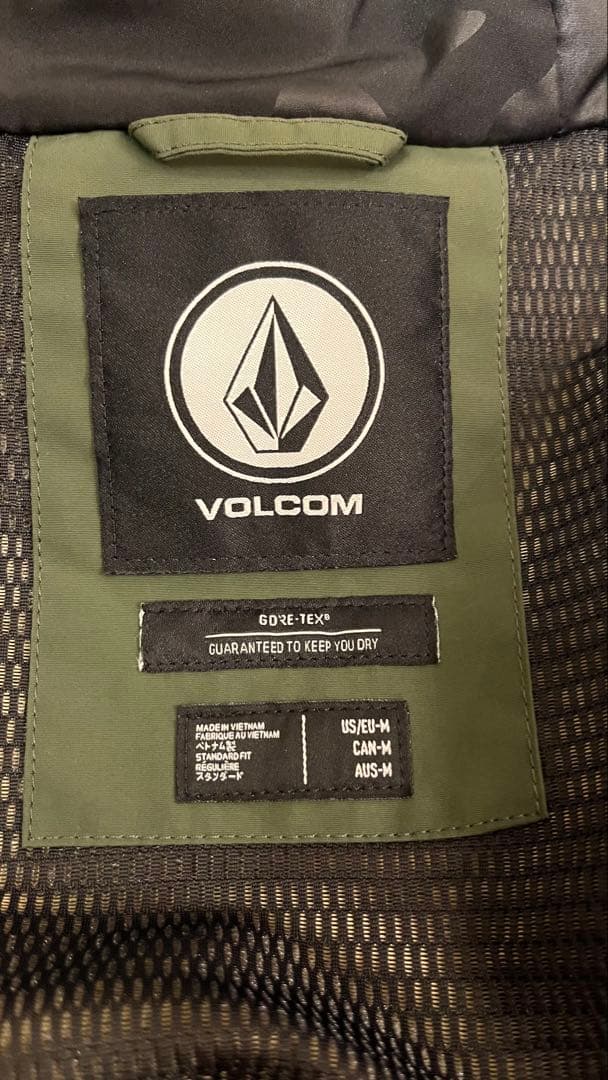 VOLCOM
GORE-TEX®
GUARANTEED TO KEEP YOU DRY
MADE IN VIETNAM
FABRIQUE AU VIETNAM
ベトナム製
STANDARD FIT
RÉGULIÈRE
スタンダード
US/EU-M
CAN-M
AUS-M